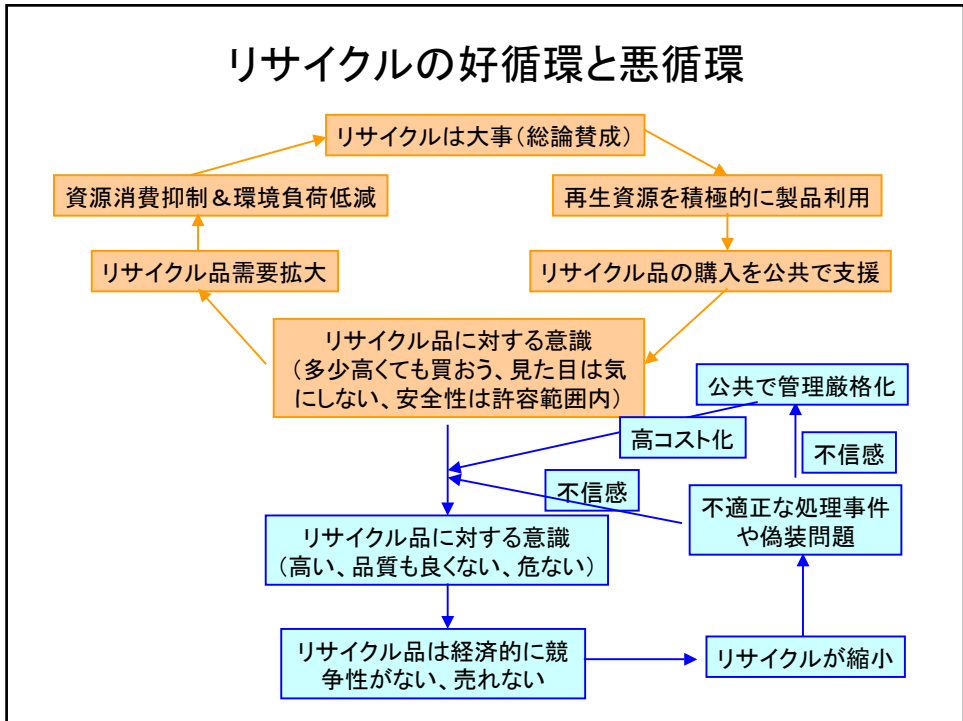 リサイクルの好循環と悪循環
リサイクルは大事（総論賛成）
資源消費抑制＆環境負荷低減
再生資源を積極的に製品利用
リサイクル品需要拡大
リサイクル品の購入を公共で支援
リサイクル品に対する意識
（多少高くても買おう、見た目は気
にしない、安全性は許容範囲内）
公共で管理厳格化
高コスト化
不信感
不信感
不適正な処理事件
や偽装問題
リサイクル品に対する意識
（高い、品質も良くない、危ない）
リサイクル品は経済的に競
争性がない、売れない
リサイクルが縮小